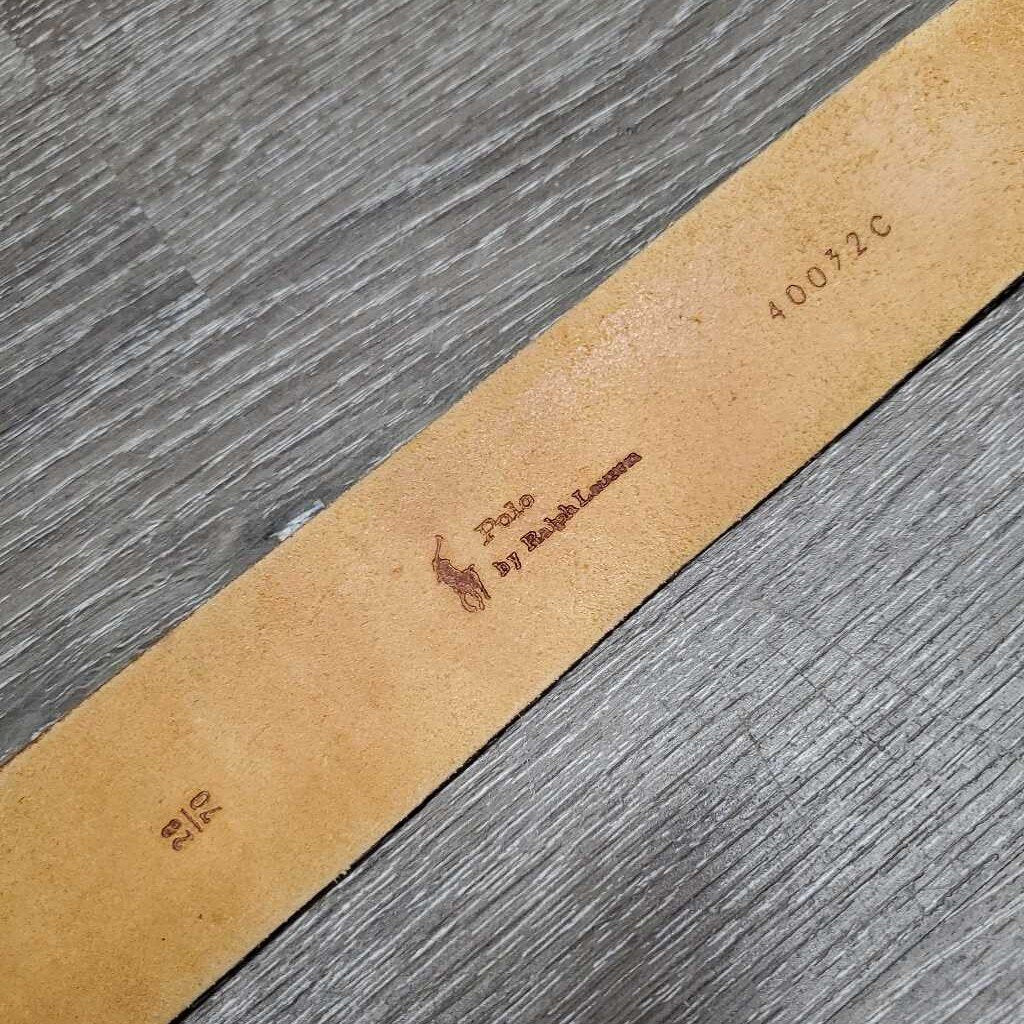 Polo
by Ralph Lauren
40032C
70/28